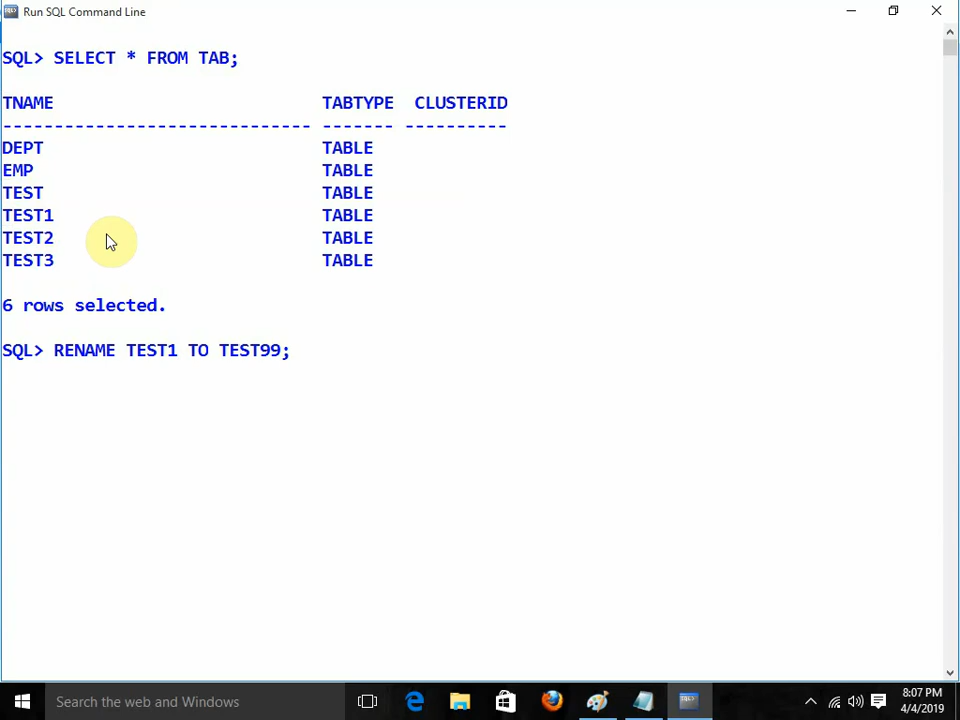 Run SQL Command Line
SQL> SELECT * FROM TAB;
TNAME TABTYPE CLUSTERID
------------------------------ ------- ----------
DEPT TABLE
EMP TABLE
TEST TABLE
TEST1 TABLE
TEST2 TABLE
TEST3 TABLE
6 rows selected.
SQL> RENAME TEST1 TO TEST99;
Search the web and Windows
8:07 PM
4/4/2019